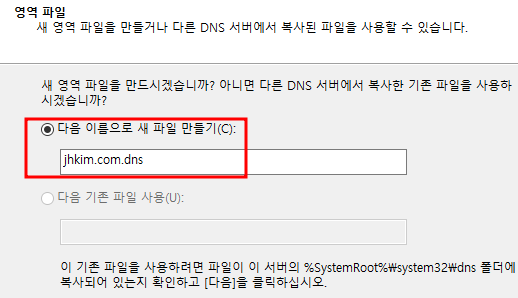 영역 파일
새 영역 파일을 만들거나 다른 DNS 서버에서 복사된 파일을 사용할 수 있습니다.
새 영역 파일을 만드시겠습니까? 아니면 다른 DNS 서버에서 복사한 기존 파일을 사용하
시겠습니까?
다음 이름으로 새 파일 만들기(C):
jhkim.com.dns
다음 기존 파일 사용(U):
이 기존 파일을 사용하려면 파일이 이 서버의 %SystemRoot%₩system32₩dns 폴더에
복사되어 있는지 확인하고 [다음]을 클릭하십시오.